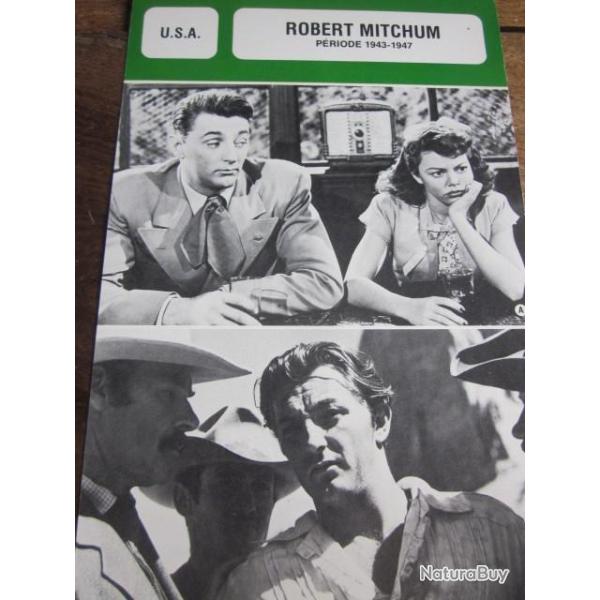 U.S.A.
ROBERT MITCHUM
PÉRIODE 1943-1947
A
NaturaBuy